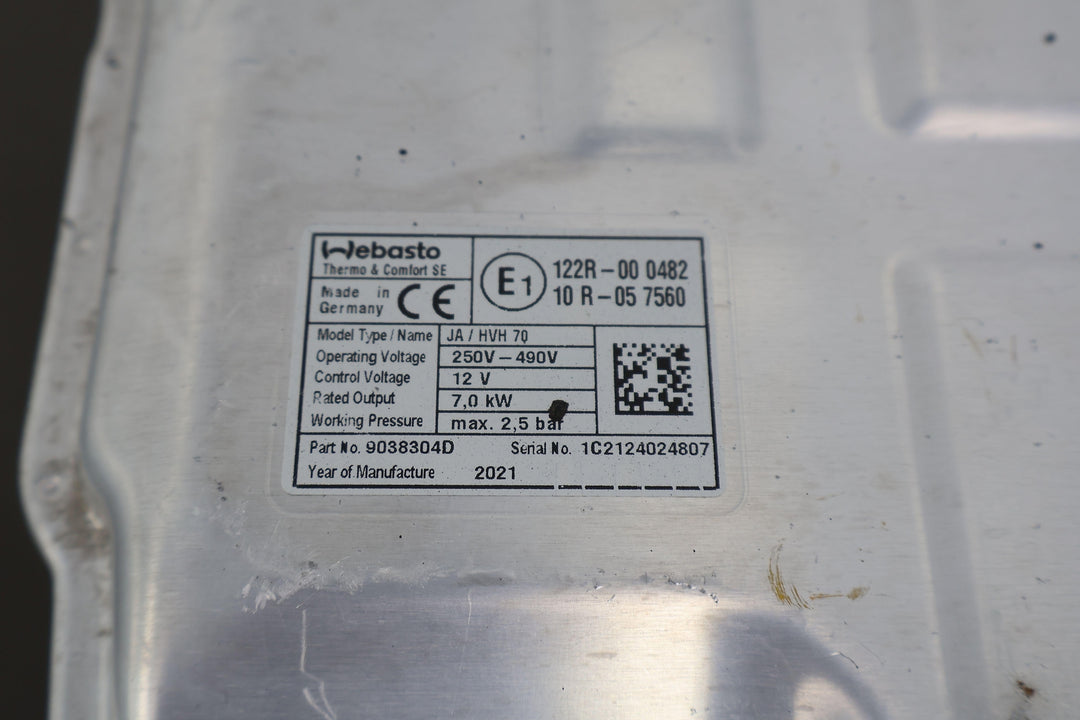 Webasto
Thermo & Comfort SE
Made in
Germany CE
E1 122R-00 0482
10 R-05 7560
Model Type / Name JA / HVH 70
Operating Voltage 250V-490V
Control Voltage 12 V
Rated Output 7,0 kW
Working Pressure max. 2,5 bar
Part No. 9038304D Serial No. 1C2124024807
Year of Manufacture 2021